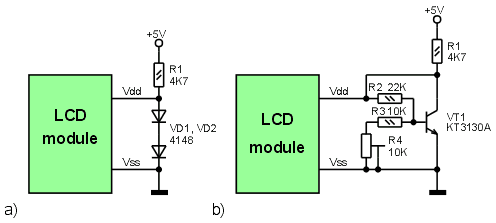 +5V
R1
4K7
Vdd
LCD
module
VD1, VD2
4148
Vss
a)
+5V
R1
4K7
Vdd
R2 22K
LCD
module
R3 10K
VT1
KT3130A
R4
10K
Vss
b)